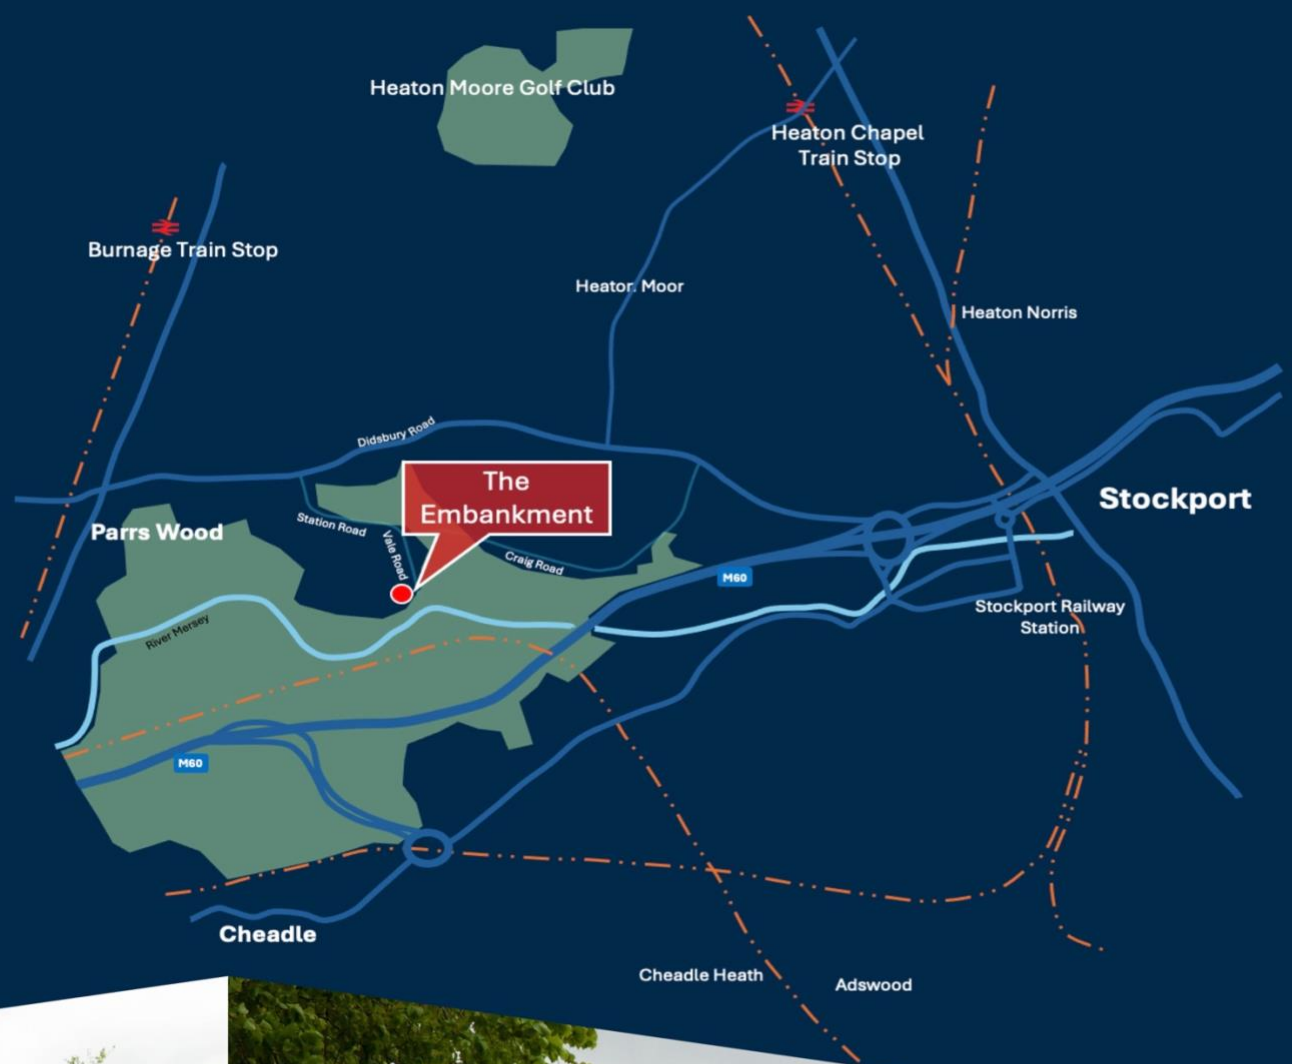 Heaton Moore Golf Club
Heaton Chapel
Train Stop
Burnage Train Stop
Heaton Moor
Heaton Norris
Didsbury Road
The
Embankment
Stockport
Parrs Wood
Station Road
Vale Road
Craig Road
M60
Stockport Railway
Station
River Mersey
M60
Cheadle
Cheadle Heath
Adswood